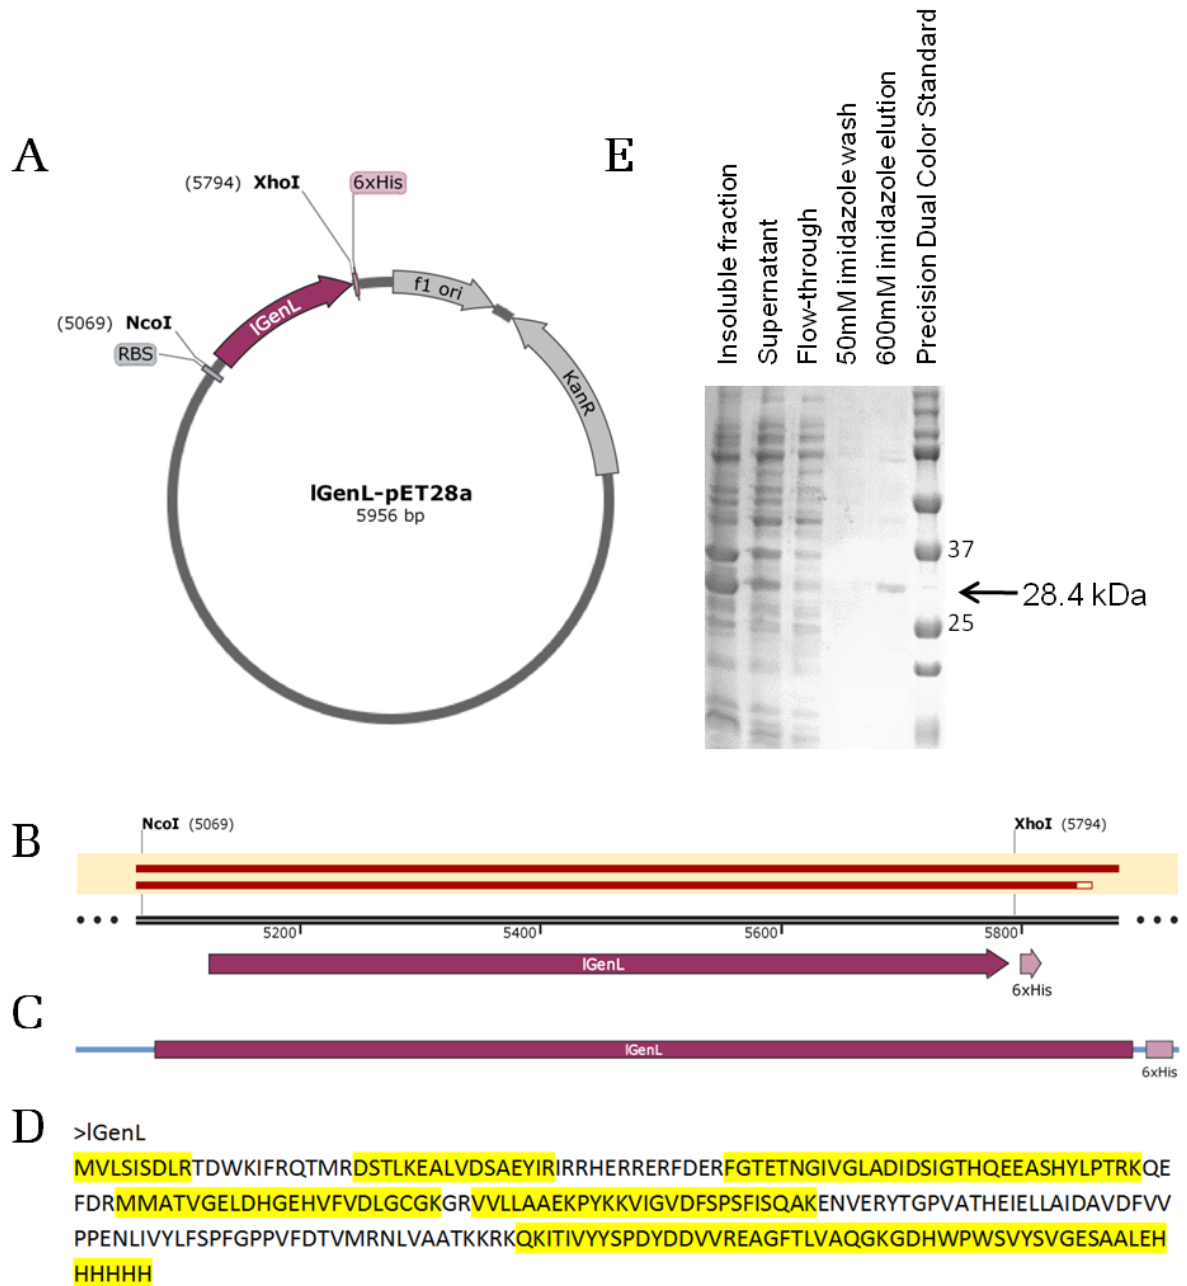 A
(5794) XhoI
6xHis
(5069) NcoI
RBS
lGenL
f1 ori
KanR
lGenL-pET28a
5956 bp
E
Insoluble fraction
Supernatant
Flow-through
50mM imidazole wash
600mM imidazole elution
Precision Dual Color Standard
37
28.4 kDa
25
B
NcoI (5069)
XhoI (5794)
5200
5400
5600
5800
lGenL
6xHis
C
lGenL
6xHis
D
>lGenL
MVLSISDLRTDWKIFRQTMRDSTLKEALVDSAEYIRIRRHERRERFDERFGTETNGIVGLADIDSIGTHQEEASHYLPTRKQE
FDRMMATVGELDHGEHVFVDLGCGKGRVVLLAAEKPYKKVIGVDFSPSFISQAKENVERYTGPVATHEIELLAIDAVDFVV
PPENLIVYLFSPFGPPVFDTVMRNLVAATKKRKQKITIVYYSPDYDDVVREAGFTLVAQGKGDHWPWSVYSVGESAALEH
HHHHH